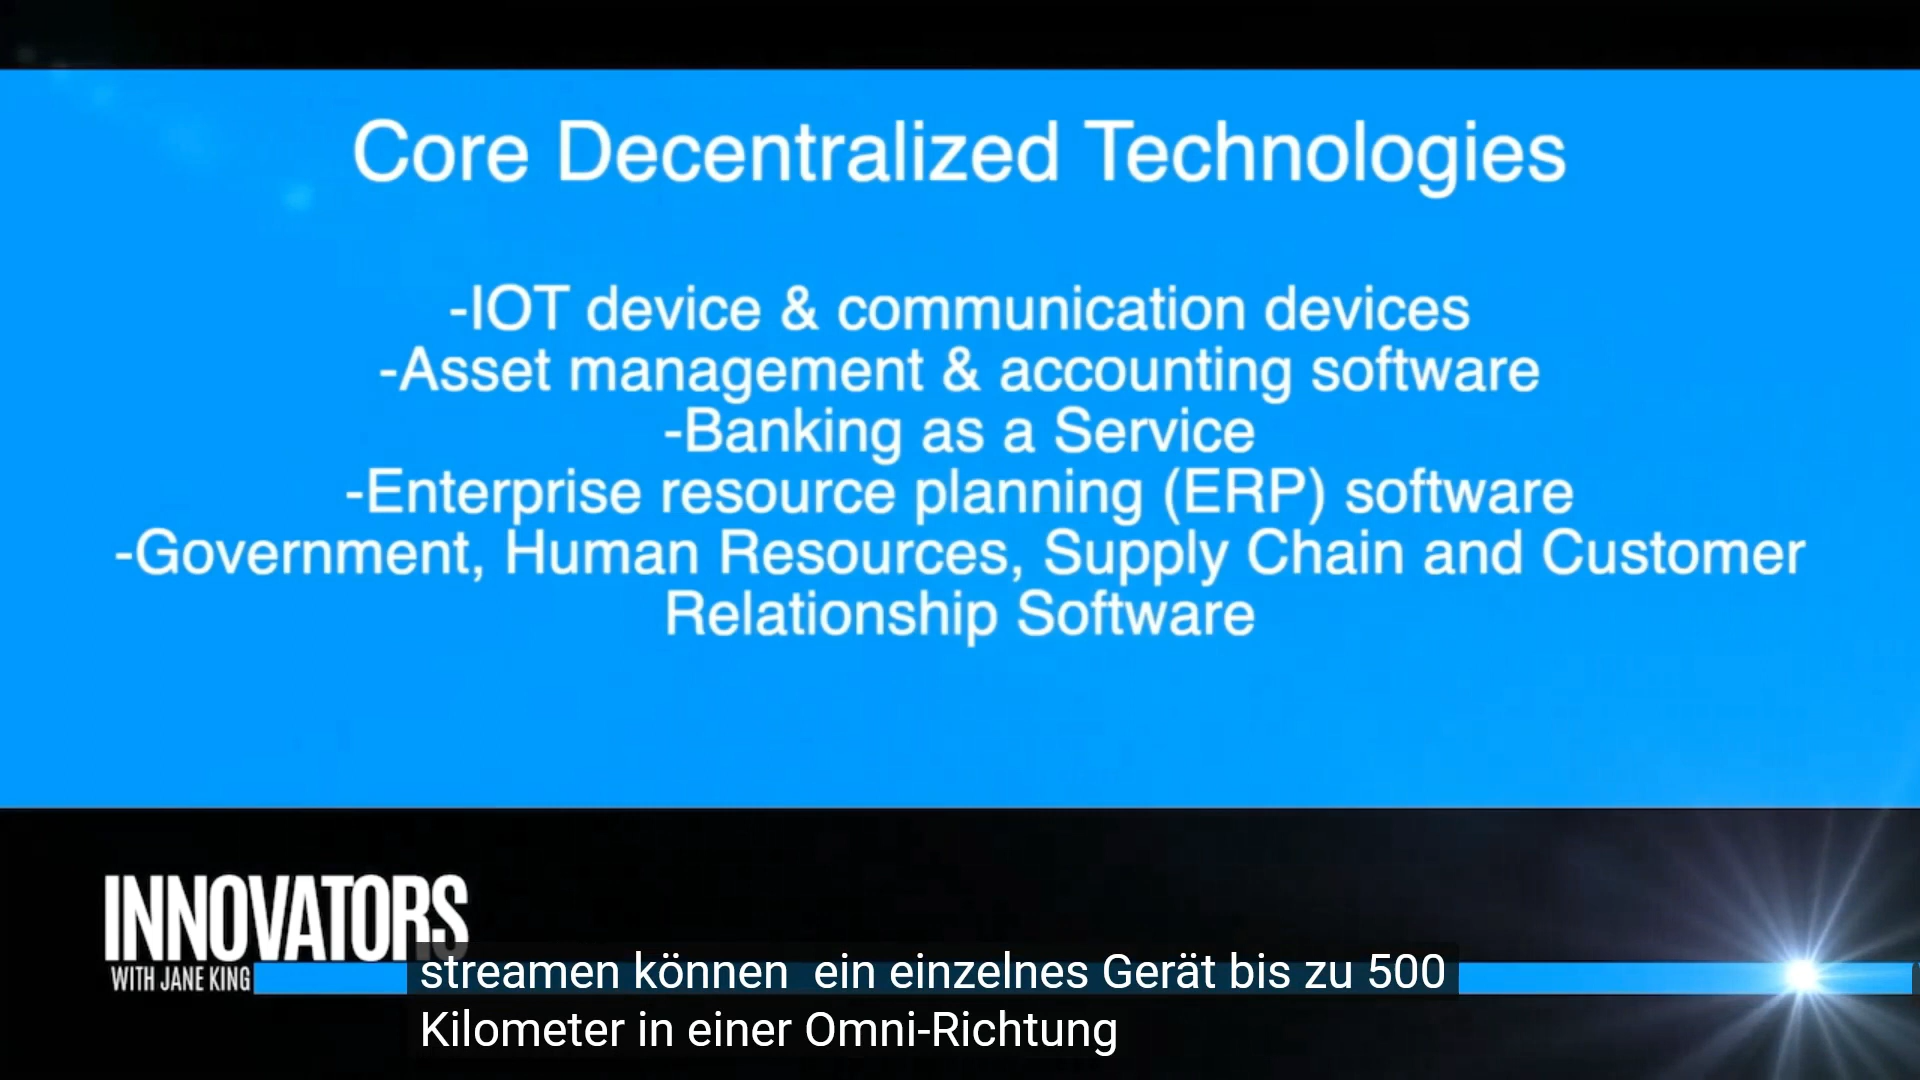 Core Decentralized Technologies
-IOT device & communication devices
-Asset management & accounting software
-Banking as a Service
-Enterprise resource planning (ERP) software
-Government, Human Resources, Supply Chain and Customer
Relationship Software
INNOVATORS
WITH JANE KING
streamen können  ein einzelnes Gerät bis zu 500
Kilometer in einer Omni-Richtung